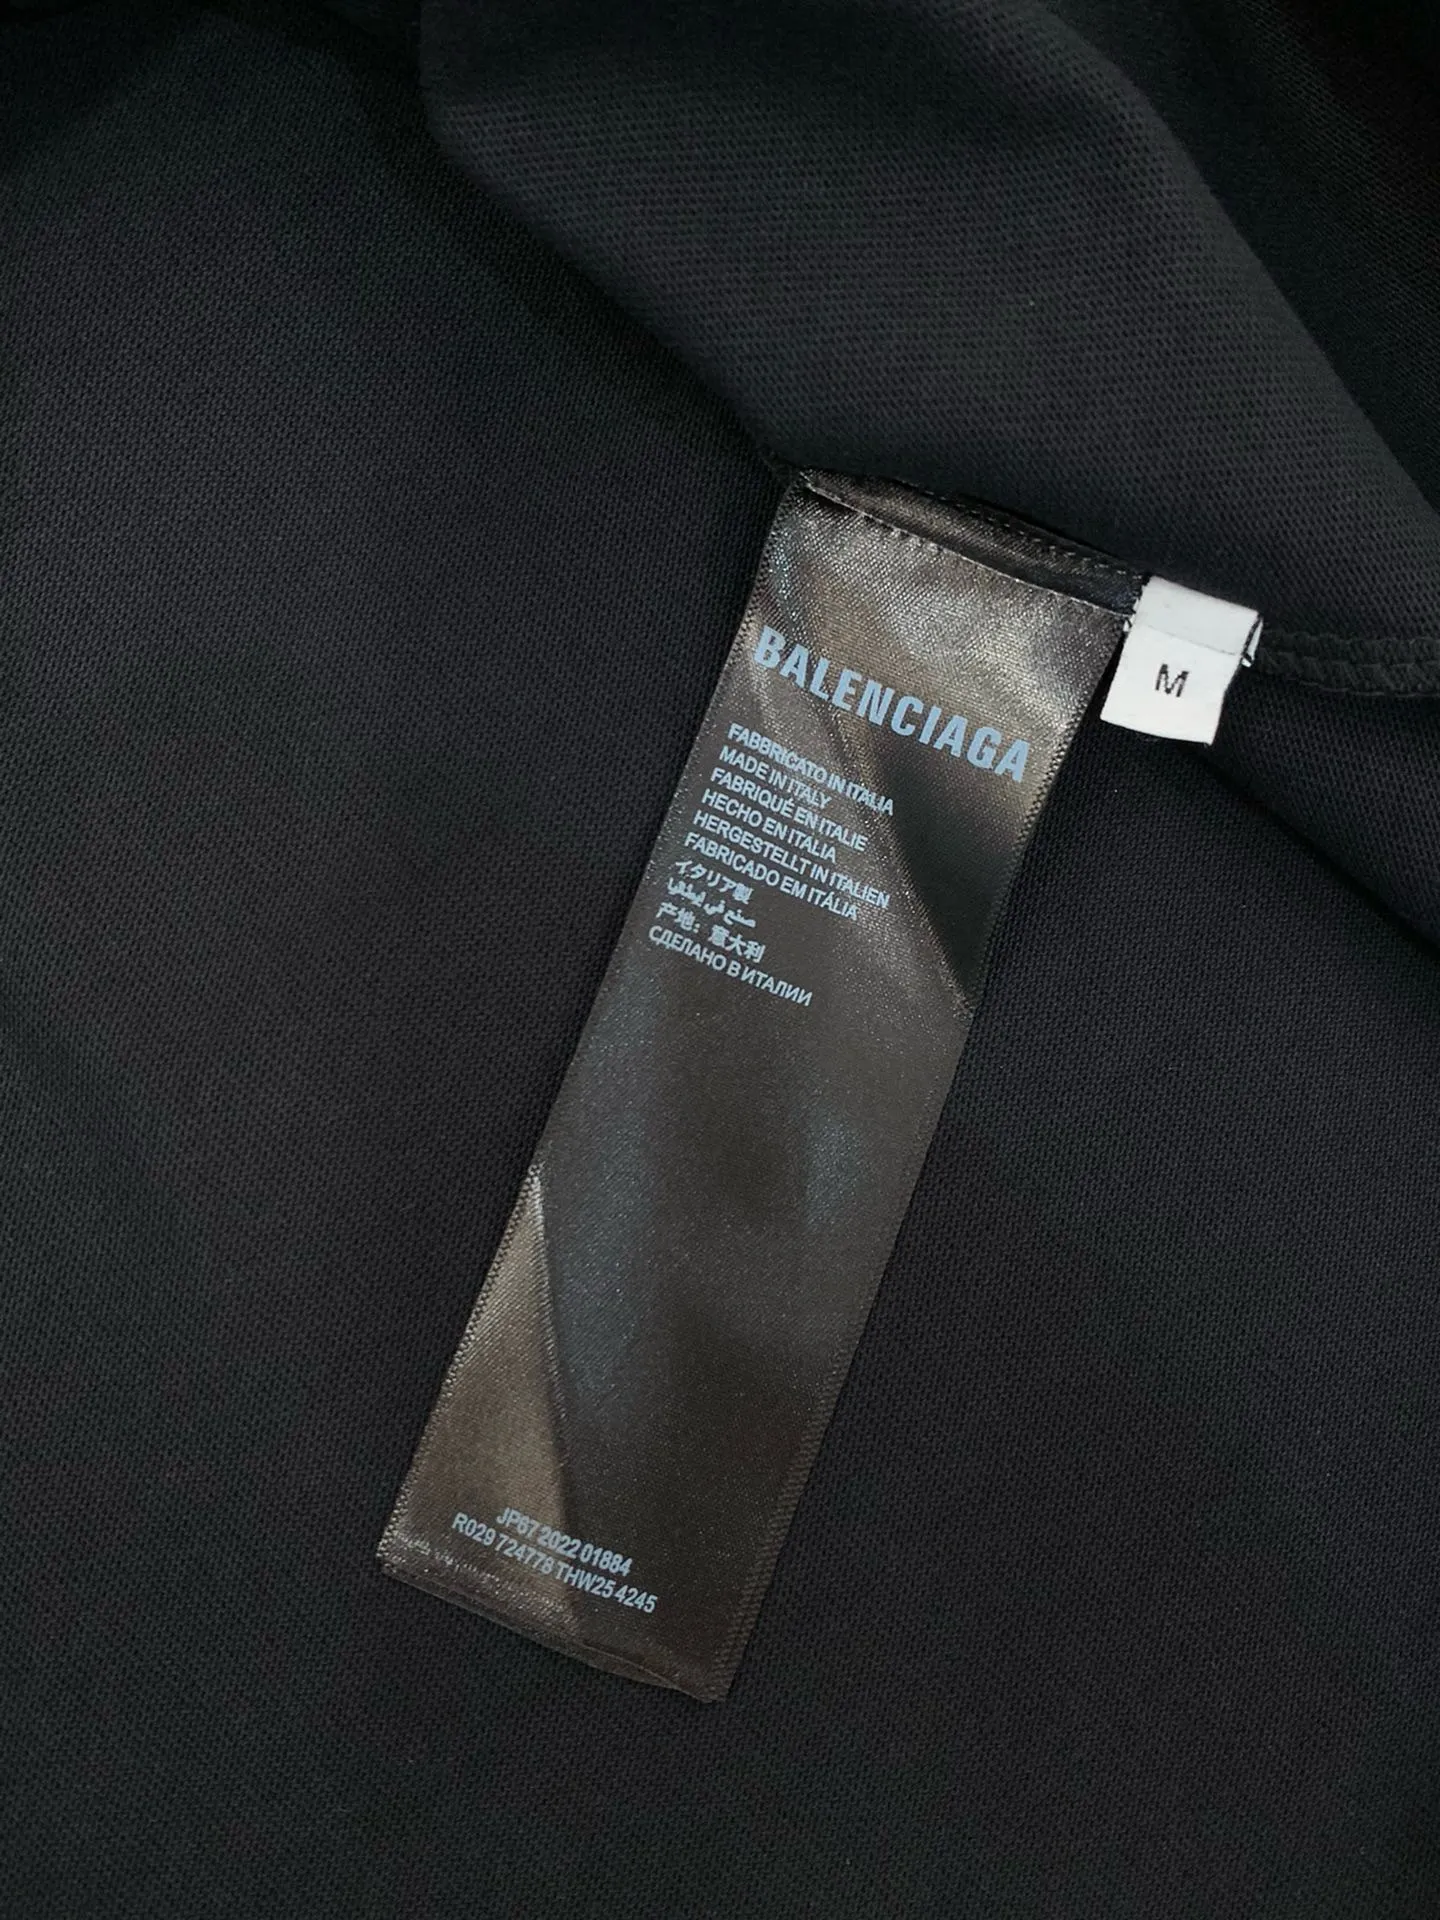 BALENCIAGA
FABBRICATO IN ITALIA
MADE IN ITALY
FABRIQUÉ EN ITALIE
HECHO EN ITALIA
HERGESTELLT IN ITALIEN
FABRICADO EM ITÁLIA
イタリア製
صنع في إيطالي
产地：意大利
СДЕЛАНО В ИТАЛИИ
M
JP67 2022 01884
R029 724778 THW25 4245